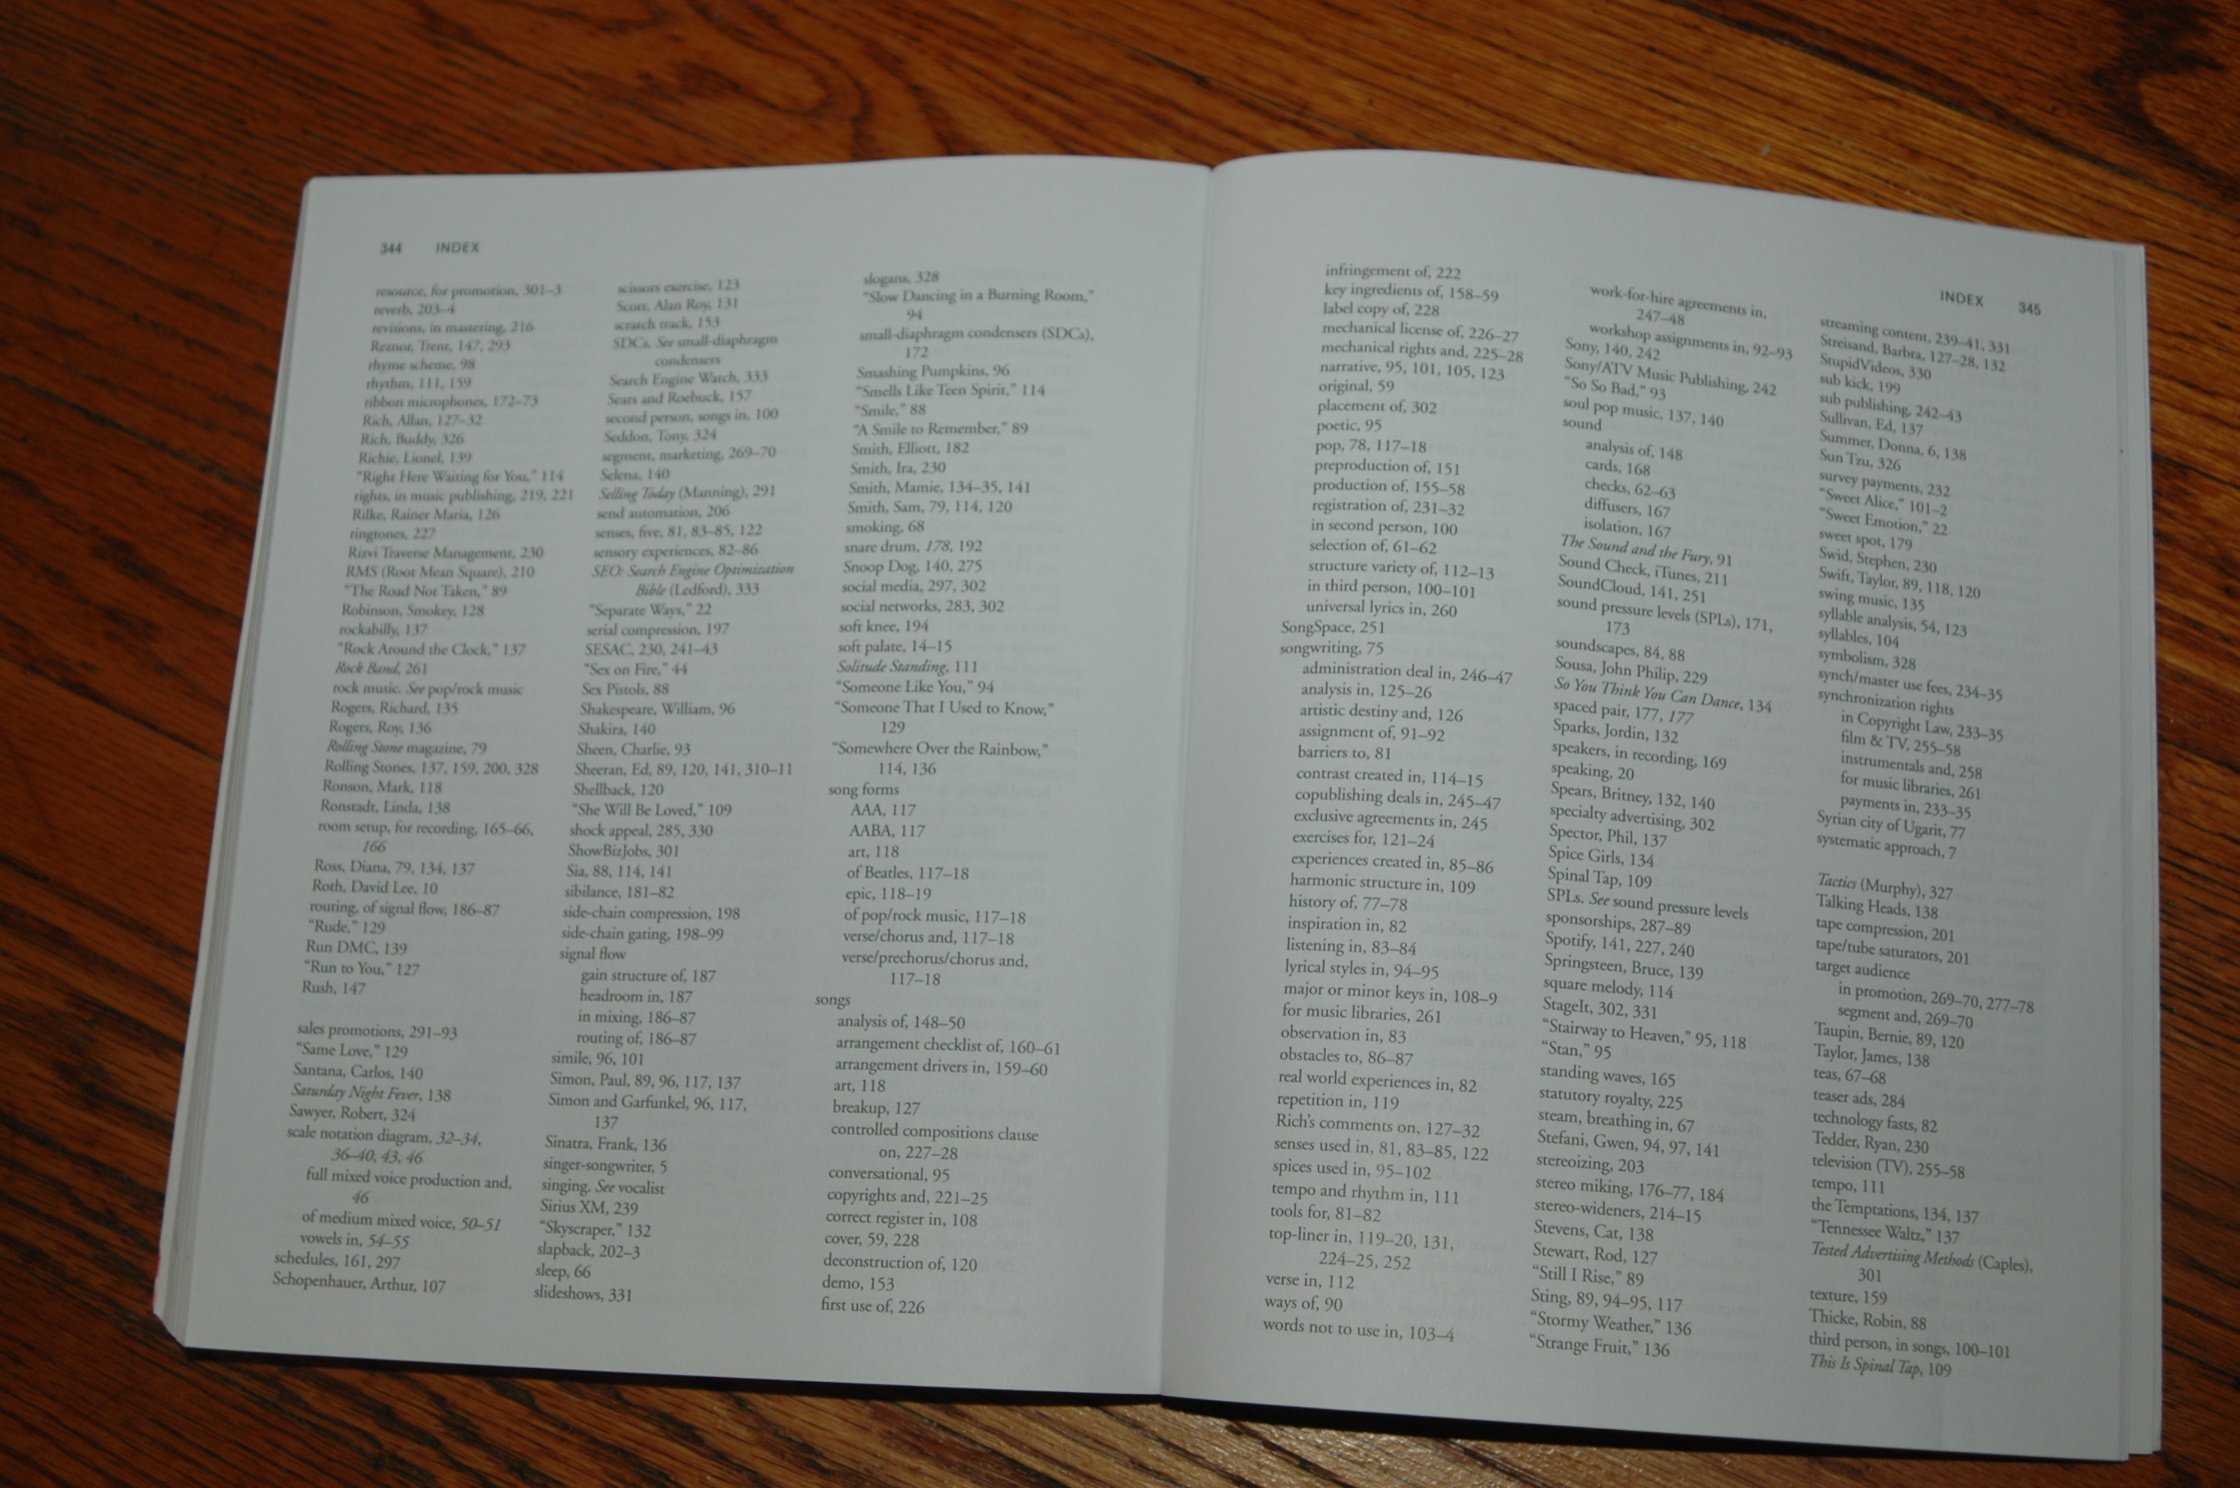 344 INDEX
resource, for promotion, 301–3
reverb, 203–4
revisions, in mastering, 216
Reznor, Trent, 147, 293
rhyme scheme, 98
rhythm, 111, 159
ribbon microphones, 172–73
Rich, Allan, 127–32
Rich, Buddy, 326
Richie, Lionel, 139
“Right Here Waiting for You,” 114
rights, in music publishing, 219, 221
Rilke, Rainer Maria, 126
ringtones, 227
Rizvi Traverse Management, 230
RMS (Root Mean Square), 210
“The Road Not Taken,” 89
Robinson, Smokey, 128
rockabilly, 137
“Rock Around the Clock,” 137
Rock Band, 261
rock music. See pop/rock music
Rogers, Richard, 135
Rogers, Roy, 136
Rolling Stone magazine, 79
Rolling Stones, 137, 159, 200, 328
Ronson, Mark, 118
Ronstadt, Linda, 138
room setup, for recording, 165–66,
166
Ross, Diana, 79, 134, 137
Roth, David Lee, 10
routing, of signal flow, 186–87
“Rude,” 129
Run DMC, 139
“Run to You,” 127
Rush, 147
sales promotions, 291–93
“Same Love,” 129
Santana, Carlos, 140
Saturday Night Fever, 138
Sawyer, Robert, 324
scale notation diagram, 32–34,
36–40, 43, 46
full mixed voice production and,
46
of medium mixed voice, 50–51
vowels in, 54–55
schedules, 161, 297
Schopenhauer, Arthur, 107
scissors exercise, 123
Scott, Alan Roy, 131
scratch track, 153
SDCs. See small-diaphragm
condensers
Search Engine Watch, 333
Sears and Roebuck, 157
second person, songs in, 100
Seddon, Tony, 324
segment, marketing, 269–70
Selena, 140
Selling Today (Manning), 291
send automation, 206
senses, five, 81, 83–85, 122
sensory experiences, 82–86
SEO: Search Engine Optimization
Bible (Ledford), 333
“Separate Ways,” 22
serial compression, 197
SESAC, 230, 241–43
“Sex on Fire,” 44
Sex Pistols, 88
Shakespeare, William, 96
Shakira, 140
Sheen, Charlie, 93
Sheeran, Ed, 89, 120, 141, 310–11
Shellback, 120
“She Will Be Loved,” 109
shock appeal, 285, 330
ShowBizJobs, 301
Sia, 88, 114, 141
sibilance, 181–82
side-chain compression, 198
side-chain gating, 198–99
signal flow
gain structure of, 187
headroom in, 187
in mixing, 186–87
routing of, 186–87
simile, 96, 101
Simon, Paul, 89, 96, 117, 137
Simon and Garfunkel, 96, 117,
137
Sinatra, Frank, 136
singer-songwriter, 5
singing. See vocalist
Sirius XM, 239
“Skyscraper,” 132
slapback, 202–3
sleep, 66
slideshows, 331
slogans, 328
“Slow Dancing in a Burning Room,”
94
small-diaphragm condensers (SDCs),
172
Smashing Pumpkins, 96
“Smells Like Teen Spirit,” 114
“Smile,” 88
“A Smile to Remember,” 89
Smith, Elliott, 182
Smith, Ira, 230
Smith, Mamie, 134–35, 141
Smith, Sam, 79, 114, 120
smoking, 68
snare drum, 178, 192
Snoop Dog, 140, 275
social media, 297, 302
social networks, 283, 302
soft knee, 194
soft palate, 14–15
Solitude Standing, 111
“Someone Like You,” 94
“Someone That I Used to Know,”
129
“Somewhere Over the Rainbow,”
114, 136
song forms
AAA, 117
AABA, 117
art, 118
of Beatles, 117–18
epic, 118–19
of pop/rock music, 117–18
verse/chorus and, 117–18
verse/prechorus/chorus and,
117–18
songs
analysis of, 148–50
arrangement checklist of, 160–61
arrangement drivers in, 159–60
art, 118
breakup, 127
controlled compositions clause
on, 227–28
conversational, 95
copyrights and, 221–25
correct register in, 108
cover, 59, 228
deconstruction of, 120
demo, 153
first use of, 226
INDEX 345
infringement of, 222
key ingredients of, 158–59
label copy of, 228
mechanical license of, 226–27
mechanical rights and, 225–28
narrative, 95, 101, 105, 123
original, 59
placement of, 302
poetic, 95
pop, 78, 117–18
preproduction of, 151
production of, 155–58
registration of, 231–32
in second person, 100
selection of, 61–62
structure variety of, 112–13
in third person, 100–101
universal lyrics in, 260
SongSpace, 251
songwriting, 75
administration deal in, 246–47
analysis in, 125–26
artistic destiny and, 126
assignment of, 91–92
barriers to, 81
contrast created in, 114–15
copublishing deals in, 245–47
exclusive agreements in, 245
exercises for, 121–24
experiences created in, 85–86
harmonic structure in, 109
history of, 77–78
inspiration in, 82
listening in, 83–84
lyrical styles in, 94–95
major or minor keys in, 108–9
for music libraries, 261
observation in, 83
obstacles to, 86–87
real world experiences in, 82
repetition in, 119
Rich’s comments on, 127–32
senses used in, 81, 83–85, 122
spices used in, 95–102
tempo and rhythm in, 111
tools for, 81–82
top-liner in, 119–20, 131,
224–25, 252
verse in, 112
ways of, 90
words not to use in, 103–4
work-for-hire agreements in,
247–48
workshop assignments in, 92–93
Sony, 140, 242
Sony/ATV Music Publishing, 242
“So So Bad,” 93
soul pop music, 137, 140
sound
analysis of, 148
cards, 168
checks, 62–63
diffusers, 167
isolation, 167
The Sound and the Fury, 91
Sound Check, iTunes, 211
SoundCloud, 141, 251
sound pressure levels (SPLs), 171,
173
soundscapes, 84, 88
Sousa, John Philip, 229
So You Think You Can Dance, 134
spaced pair, 177, 177
Sparks, Jordin, 132
speakers, in recording, 169
speaking, 20
Spears, Britney, 132, 140
specialty advertising, 302
Spector, Phil, 137
Spice Girls, 134
Spinal Tap, 109
SPLs. See sound pressure levels
sponsorships, 287–89
Spotify, 141, 227, 240
Springsteen, Bruce, 139
square melody, 114
StageIt, 302, 331
“Stairway to Heaven,” 95, 118
“Stan,” 95
standing waves, 165
statutory royalty, 225
steam, breathing in, 67
Stefani, Gwen, 94, 97, 141
stereoizing, 203
stereo miking, 176–77, 184
stereo-wideners, 214–15
Stevens, Cat, 138
Stewart, Rod, 127
“Still I Rise,” 89
Sting, 89, 94–95, 117
“Stormy Weather,” 136
“Strange Fruit,” 136
streaming content, 239–41, 331
Streisand, Barbra, 127–28, 132
StupidVideos, 330
sub kick, 199
sub publishing, 242–43
Sullivan, Ed, 137
Summer, Donna, 6, 138
Sun Tzu, 326
survey payments, 232
“Sweet Alice,” 101–2
“Sweet Emotion,” 22
sweet spot, 179
Swid, Stephen, 230
Swift, Taylor, 89, 118, 120
swing music, 135
syllable analysis, 54, 123
syllables, 104
symbolism, 328
synch/master use fees, 234–35
synchronization rights
in Copyright Law, 233–35
film & TV, 255–58
instrumentals and, 258
for music libraries, 261
payments in, 233–35
Syrian city of Ugarit, 77
systematic approach, 7
Tactics (Murphy), 327
Talking Heads, 138
tape compression, 201
tape/tube saturators, 201
target audience
in promotion, 269–70, 277–78
segment and, 269–70
Taupin, Bernie, 89, 120
Taylor, James, 138
teas, 67–68
teaser ads, 284
technology fasts, 82
Tedder, Ryan, 230
television (TV), 255–58
tempo, 111
the Temptations, 134, 137
“Tennessee Waltz,” 137
Tested Advertising Methods (Caples),
301
texture, 159
Thicke, Robin, 88
third person, in songs, 100–101
This Is Spinal Tap, 109